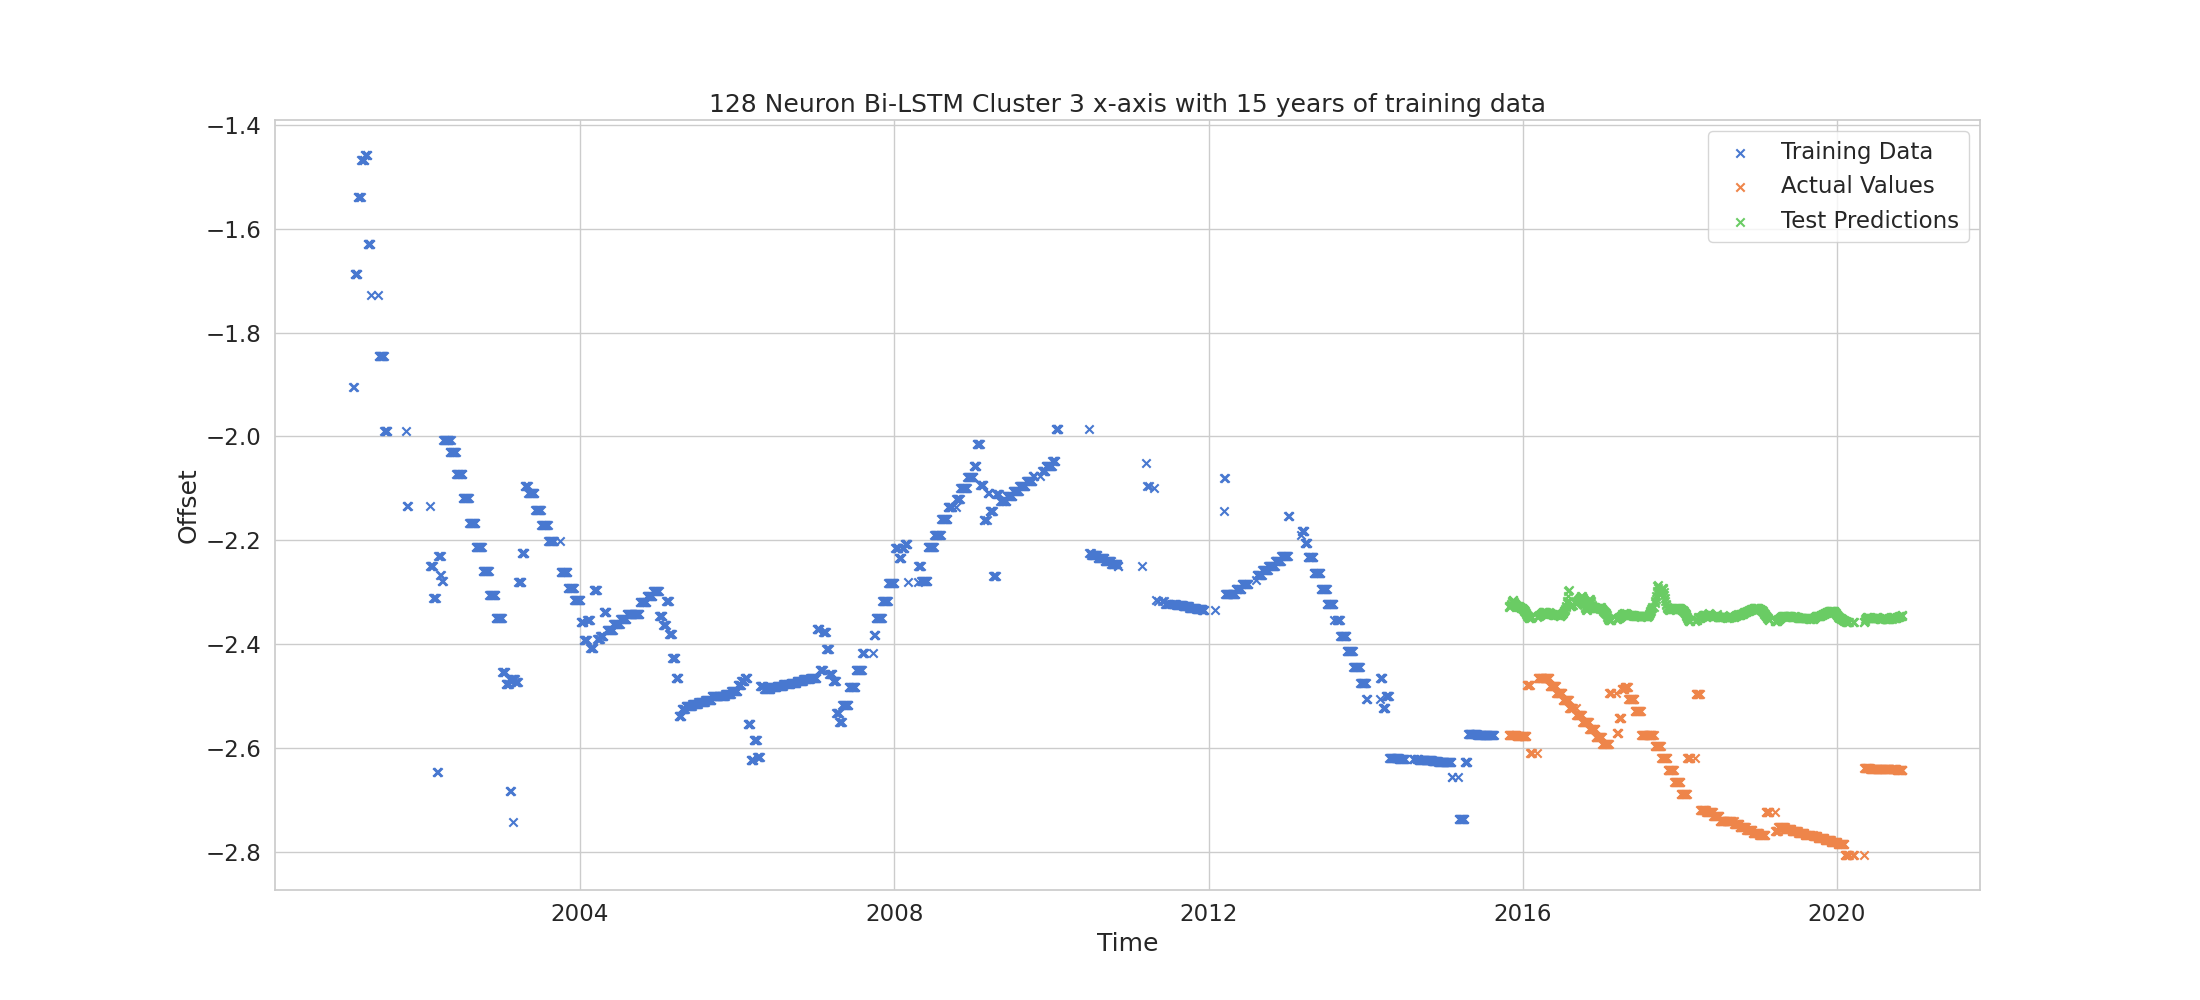 128 Neuron Bi-LSTM Cluster 3 x-axis with 15 years of training data
−1.4
−1.6
−1.8
−2.0
−2.2
−2.4
−2.6
−2.8
Offset
Training Data
Actual Values
Test Predictions
2004
2008
2012
2016
2020
Time